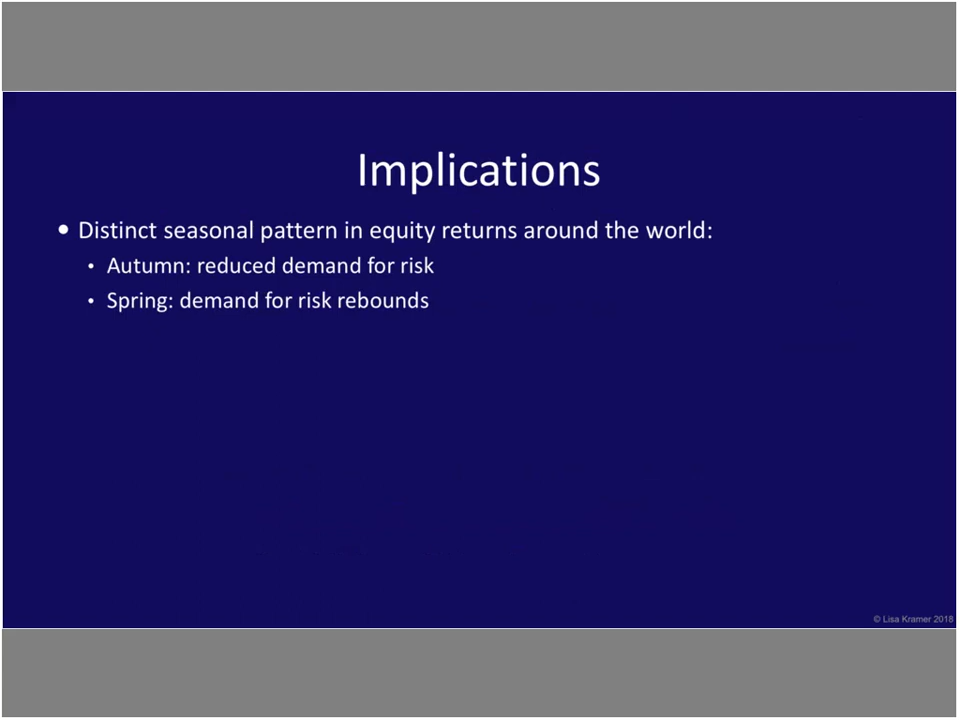 Implications
• Distinct seasonal pattern in equity returns around the world:
• Autumn: reduced demand for risk
• Spring: demand for risk rebounds
© Lisa Kramer 2018